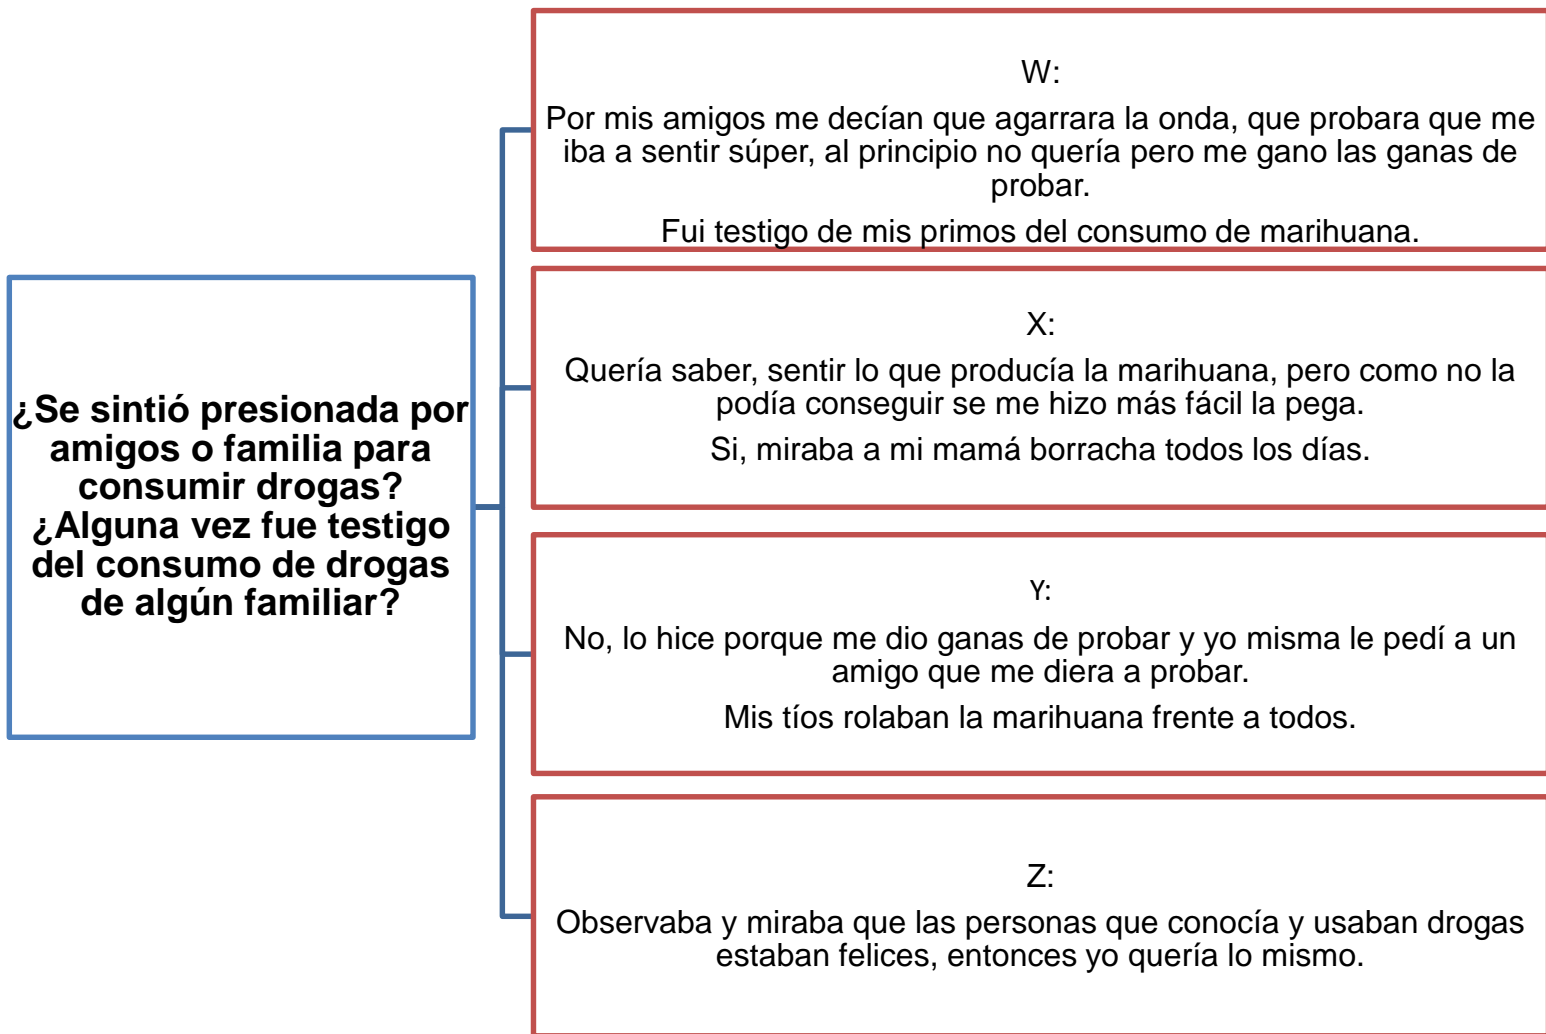 ¿Se sintió presionada por
amigos o familia para
consumir drogas?
¿Alguna vez fue testigo
del consumo de drogas
de algún familiar?
W:
Por mis amigos me decían que agarrara la onda, que probara que me
iba a sentir súper, al principio no quería pero me gano las ganas de
probar.
Fui testigo de mis primos del consumo de marihuana.
X:
Quería saber, sentir lo que producía la marihuana, pero como no la
podía conseguir se me hizo más fácil la pega.
Si, miraba a mi mamá borracha todos los días.
Y:
No, lo hice porque me dio ganas de probar y yo misma le pedí a un
amigo que me diera a probar.
Mis tíos rolaban la marihuana frente a todos.
Z:
Observaba y miraba que las personas que conocía y usaban drogas
estaban felices, entonces yo quería lo mismo.